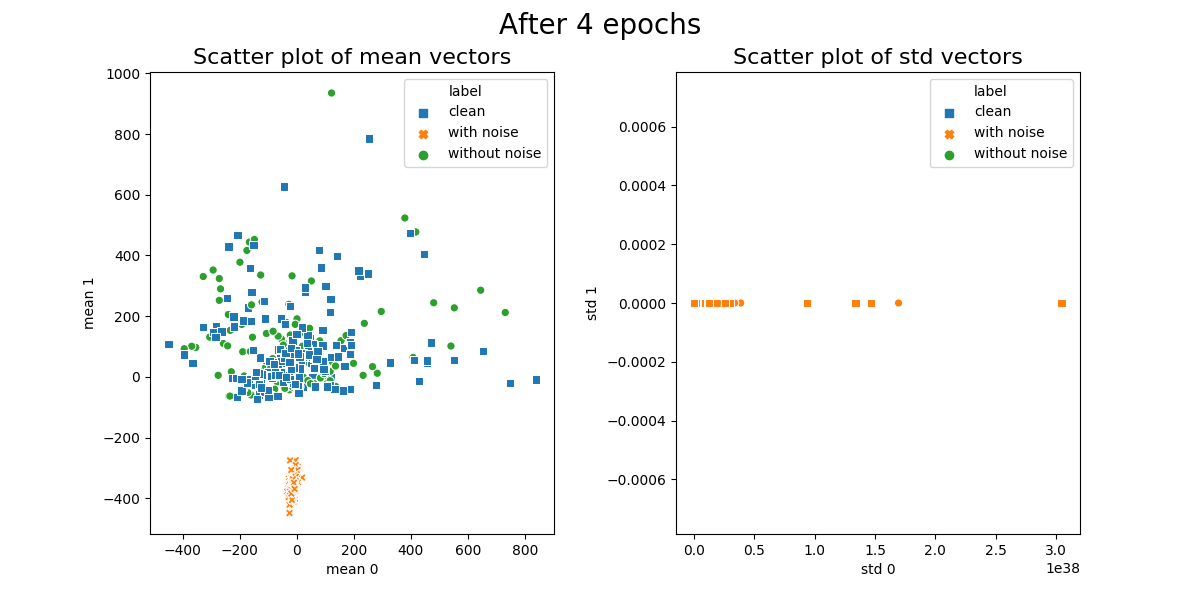 After 4 epochs
Scatter plot of mean vectors
label
clean
with noise
without noise
1000
800
600
400
200
0
−200
−400
mean 1
−400
−200
0
200
400
600
800
mean 0
Scatter plot of std vectors
label
clean
with noise
without noise
0.0006
0.0004
0.0002
0.0000
−0.0002
−0.0004
−0.0006
std 1
0.0
0.5
1.0
1.5
2.0
2.5
3.0
1e38
std 0